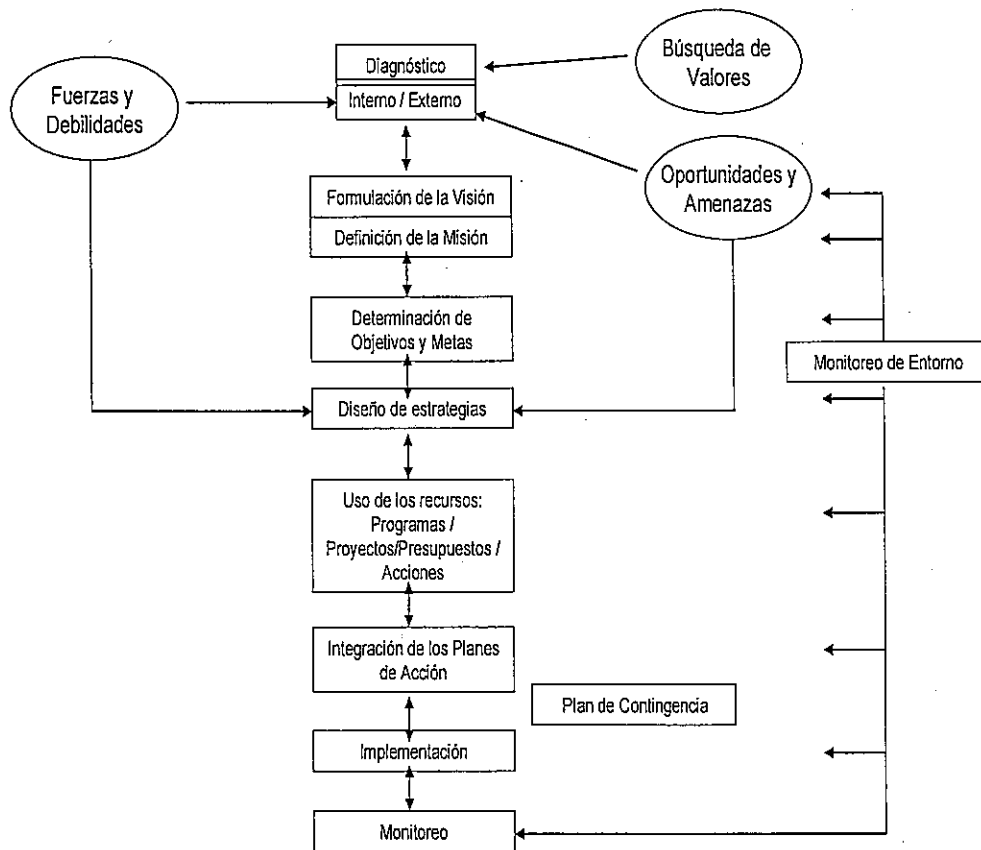 Búsqueda de
Valores
Diagnóstico
Interno / Externo
Fuerzas y
Debilidades
Oportunidades y
Amenazas
Formulación de la Visión
Definición de la Misión
Determinación de
Objetivos y Metas
Monitoreo de Entorno
Diseño de estrategias
Uso de los recursos:
Programas /
Proyectos/Presupuestos /
Acciones
Integración de los Planes
de Acción
Plan de Contingencia
Implementación
Monitoreo